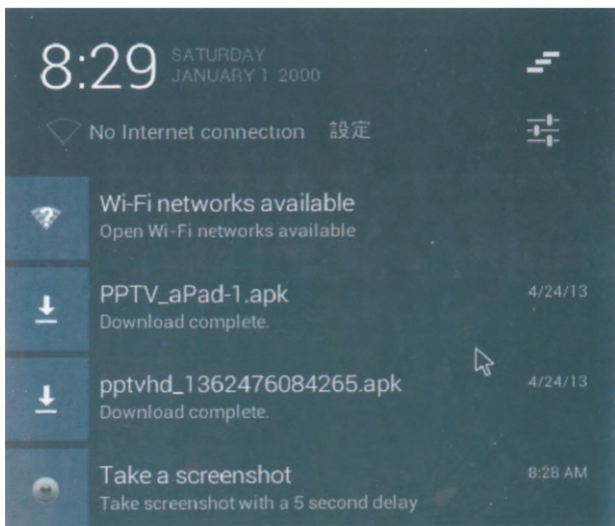 8:29
SATURDAY
JANUARY 1 2000
No Internet connection 設定
Wi-Fi networks available
Open Wi-Fi networks available
PPTV_aPad-1.apk 4/24/13
Download complete.
pptvhd_1362476084265.apk 4/24/13
Download complete.
Take a screenshot 8:28 AM
Take screenshot with a 5 second delay